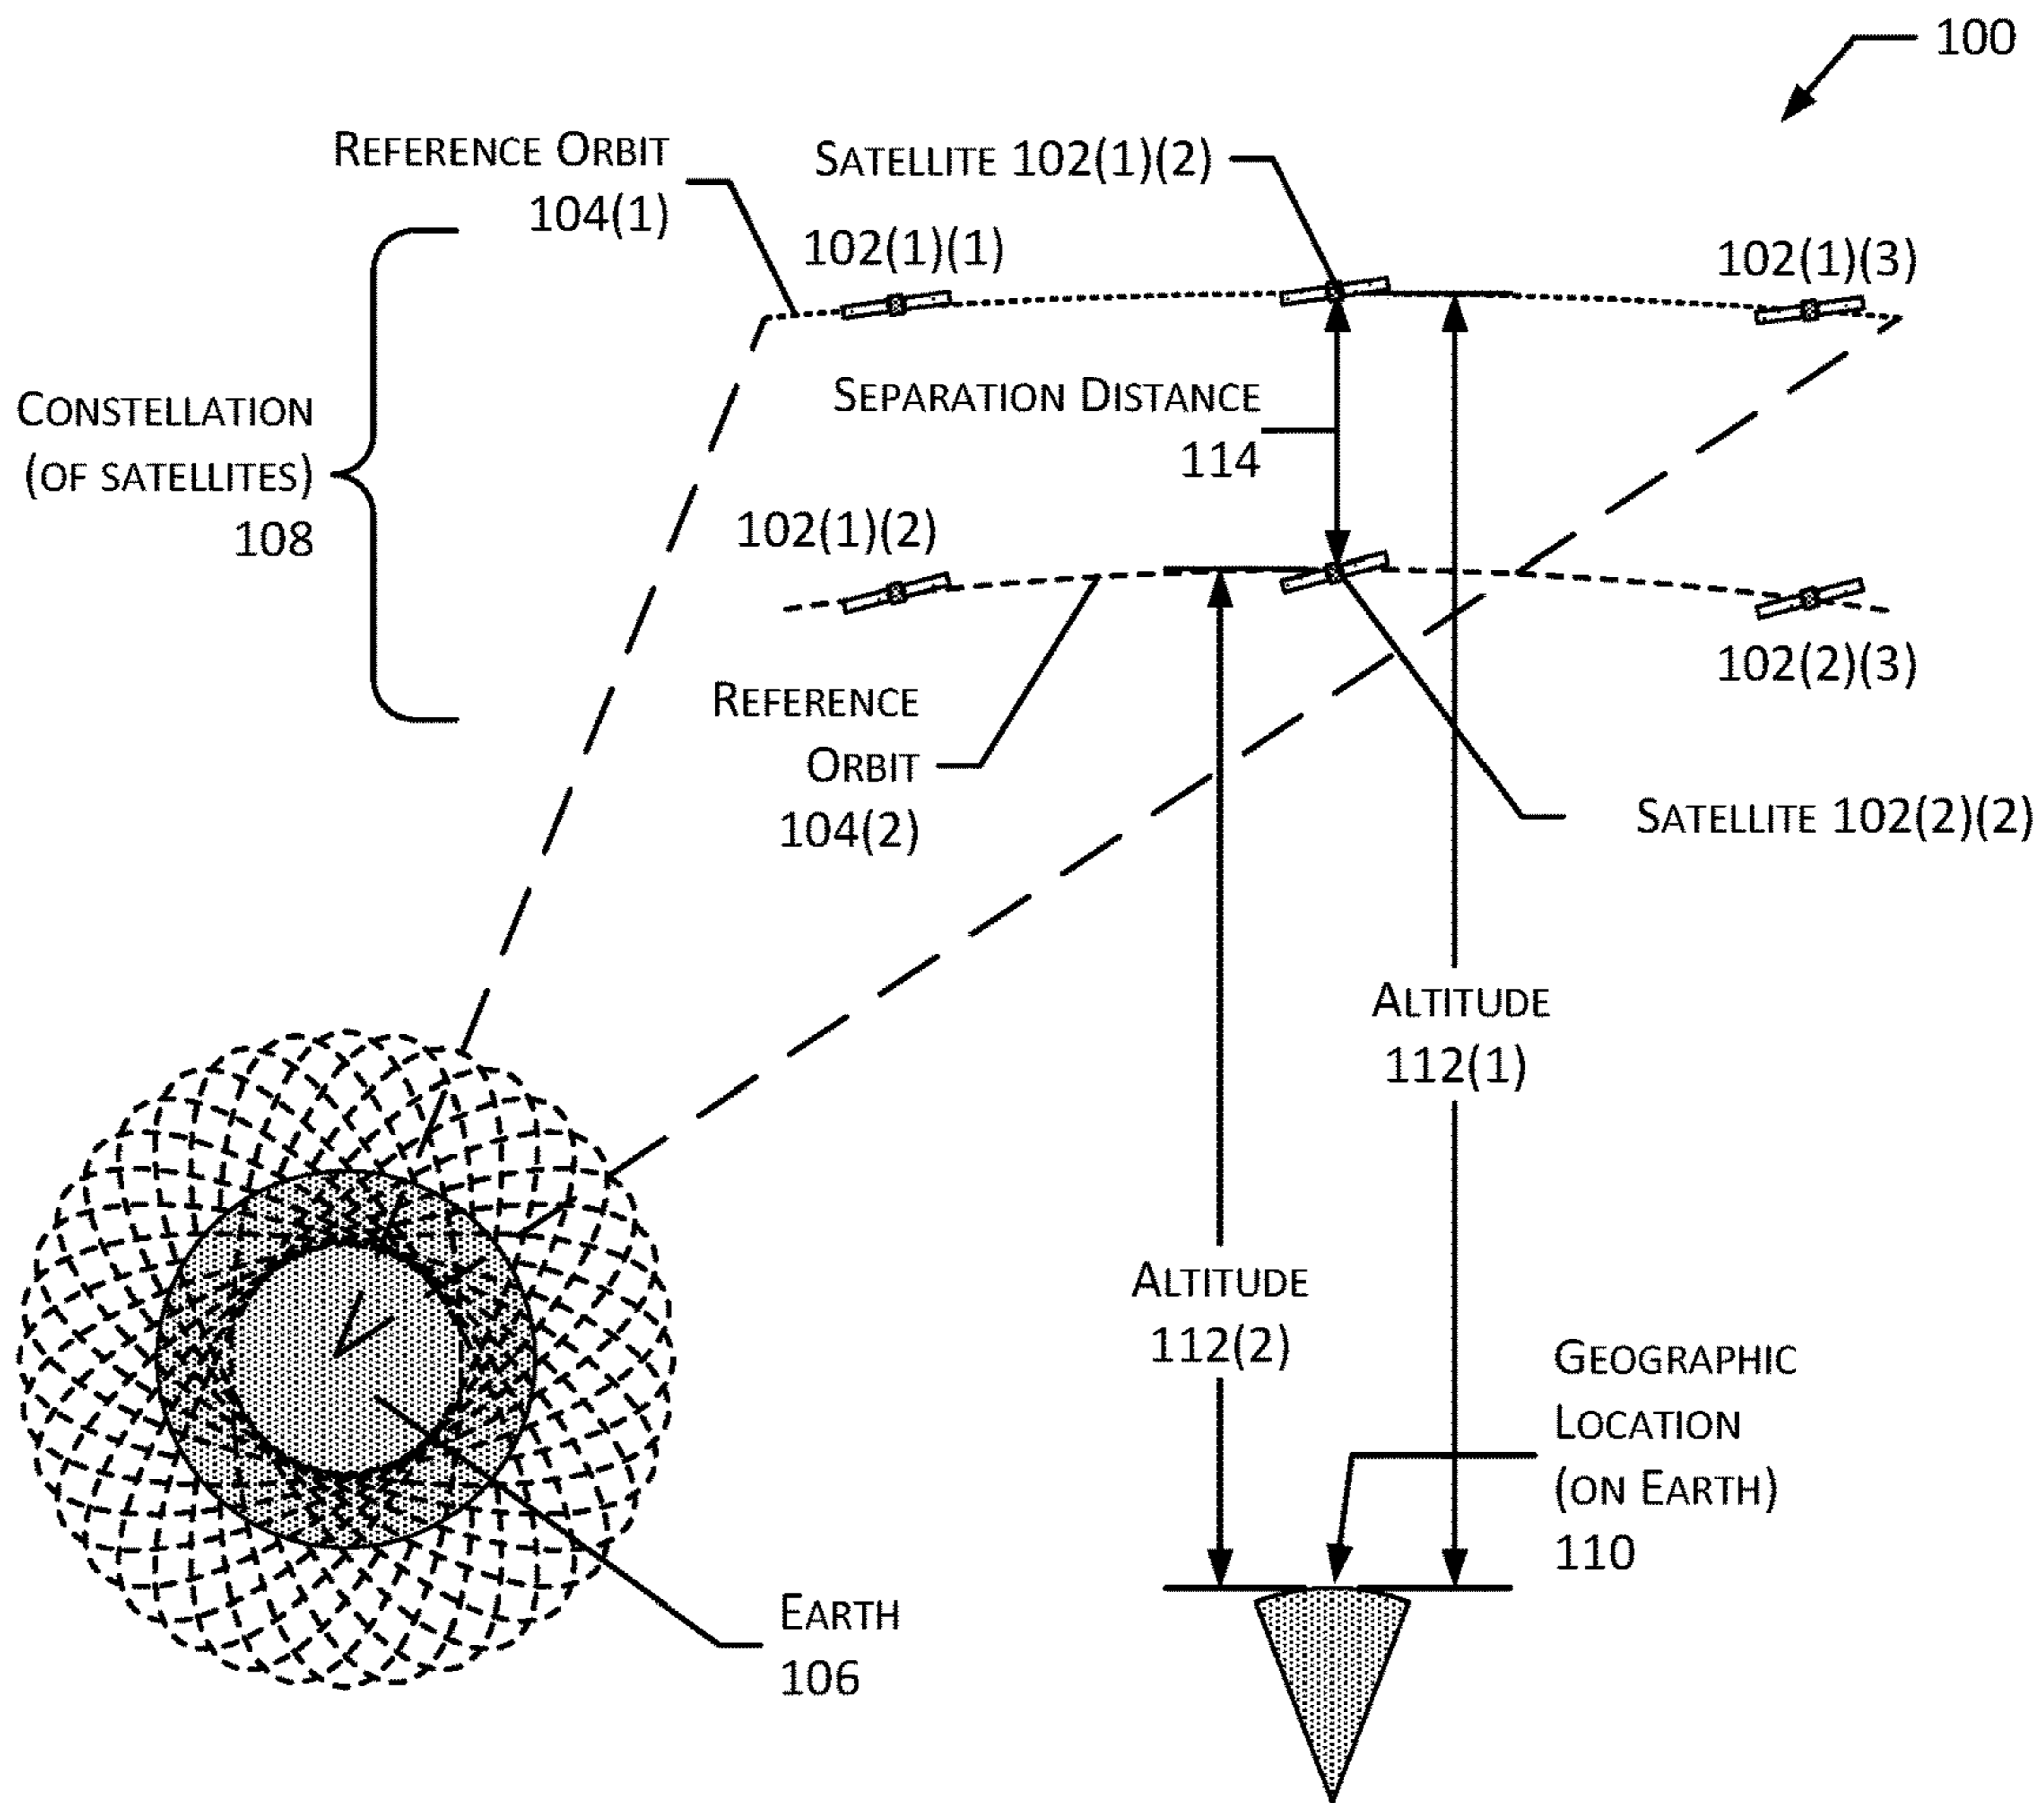 100
REFERENCE ORBIT
104(1)
SATELLITE 102(1)(2)
102(1)(1)
102(1)(3)
CONSTELLATION
(OF SATELLITES)
108
SEPARATION DISTANCE
114
102(1)(2)
102(2)(3)
REFERENCE
ORBIT
104(2)
SATELLITE 102(2)(2)
ALTITUDE
112(1)
ALTITUDE
112(2)
GEOGRAPHIC
LOCATION
(ON EARTH)
110
EARTH
106